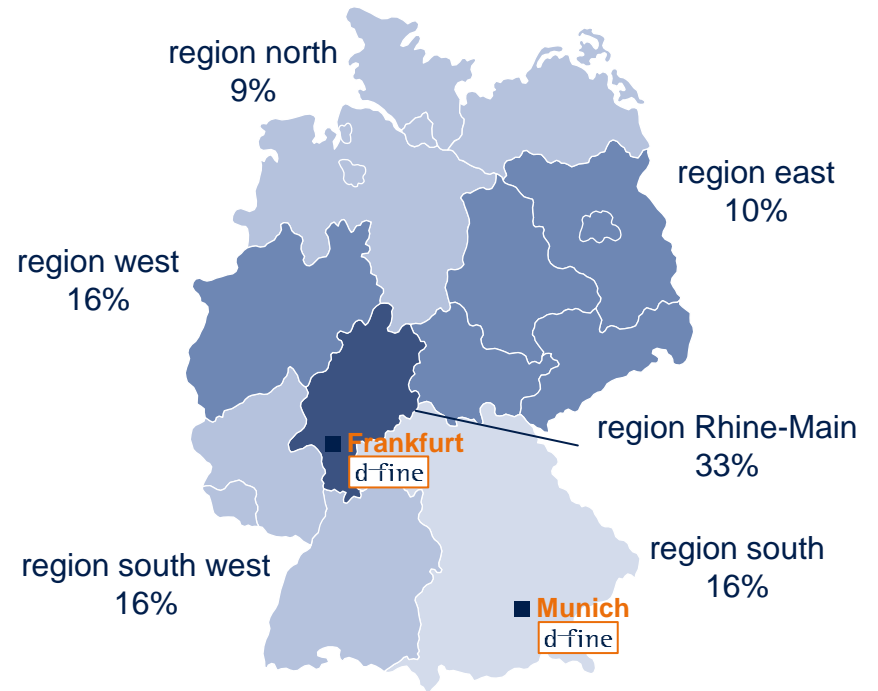 region north
9%
region east
10%
region west
16%
Frankfurt
d-fine
region Rhine-Main
33%
region south west
16%
region south
16%
Munich
d-fine